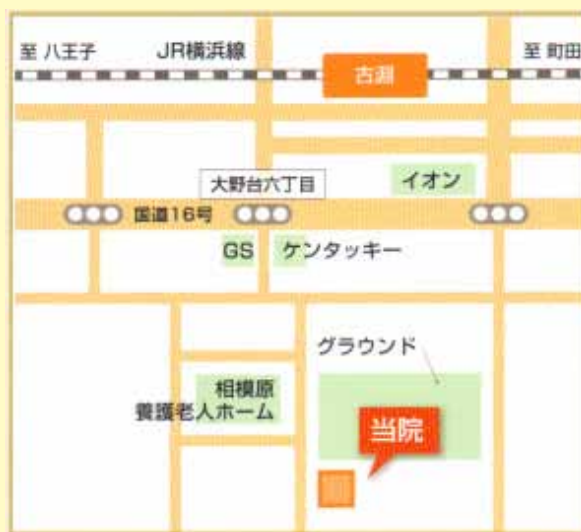 至 八王子
JR横浜線
至 町田
古淵
大野台六丁目
イオン
国道16号
GS
ケンタッキー
グラウンド
相模原
養護老人ホーム
当院